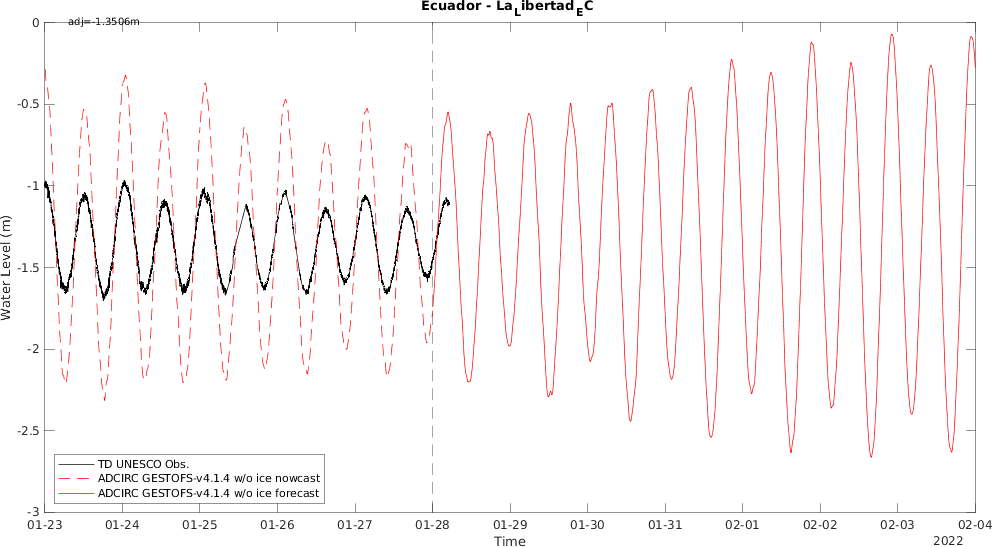 Ecuador - LaLibertadEC
adj=-1.3506m
0
-0.5
-1
-1.5
-2
-2.5
-3
Water Level (m)
TD UNESCO Obs.
ADCIRC GESTOFS-v4.1.4 w/o ice nowcast
ADCIRC GESTOFS-v4.1.4 w/o ice forecast
01-23 01-24 01-25 01-26 01-27 01-28 01-29 01-30 01-31 02-01 02-02 02-03 02-04
Time
2022